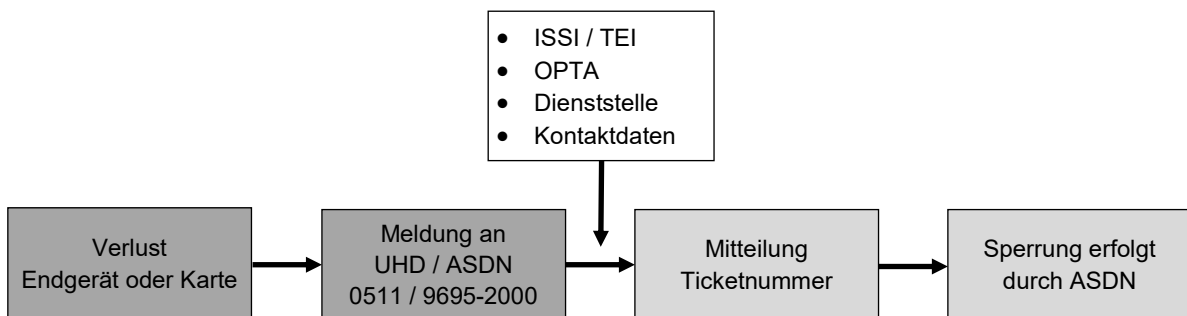 • ISSI / TEI
• OPTA
• Dienststelle
• Kontaktdaten
Verlust
Endgerät oder Karte
Meldung an
UHD / ASDN
0511 / 9695-2000
Mitteilung
Ticketnummer
Sperrung erfolgt
durch ASDN